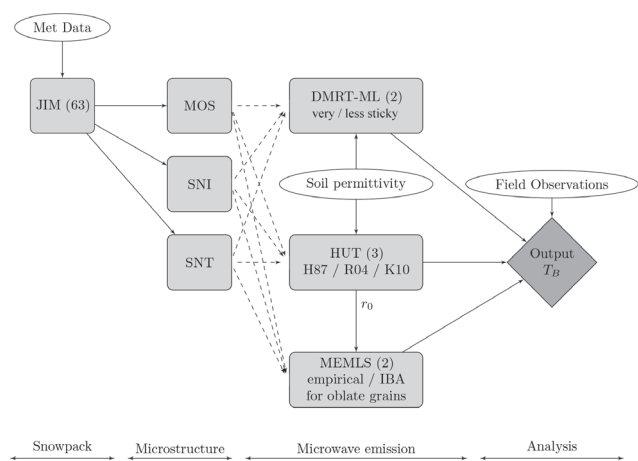 Met Data
JIM (63)
MOS
SNI
SNT
DMRT-ML (2)
very / less sticky
Soil permittivity
HUT (3)
H87 / R04 / K10
r₀
MEMLS (2)
empirical / IBA
for oblate grains
Field Observations
Output
T_B
Snowpack
Microstructure
Microwave emission
Analysis